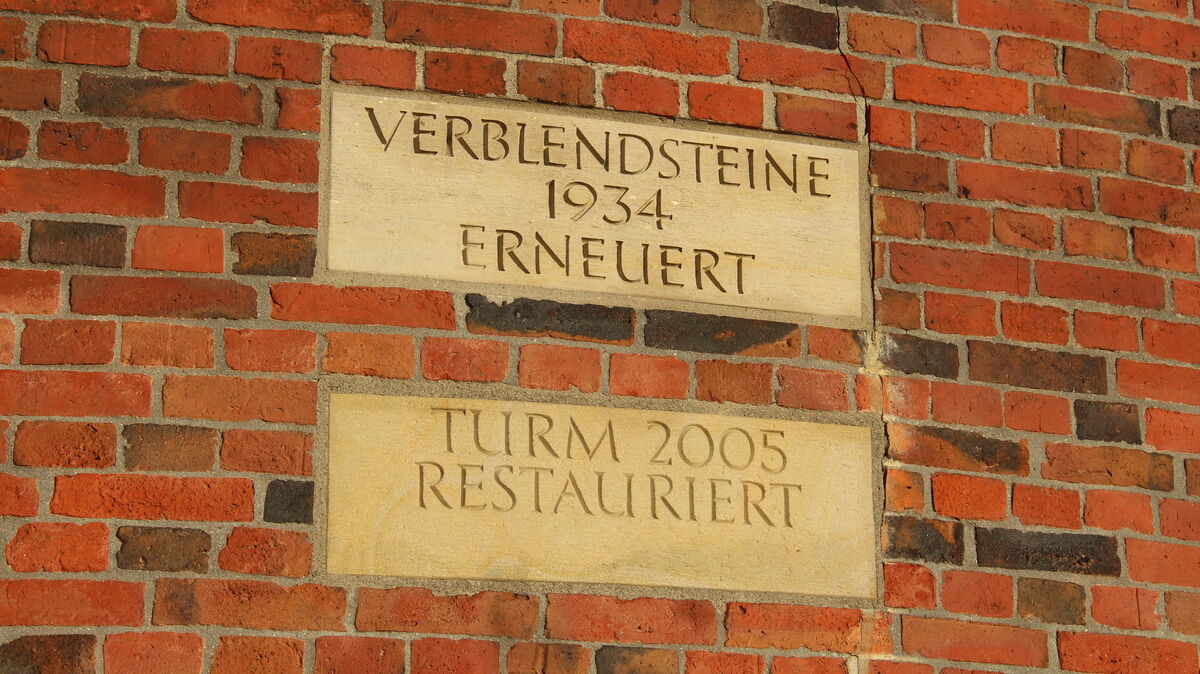 VERBLENDSTEINE
1934
ERNEUERT
TURM 2005
RESTAURIERT